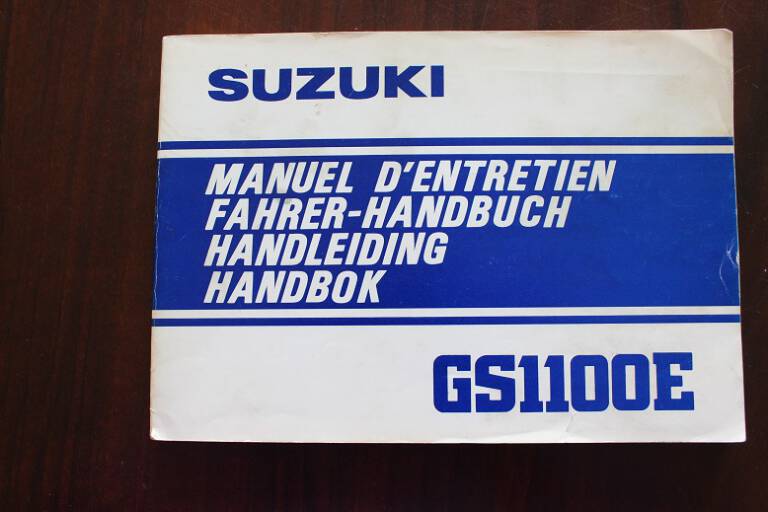 SUZUKI
MANUEL D'ENTRETIEN
FAHRER-HANDBUCH
HANDLEIDING
HANDBOK
GS1100E